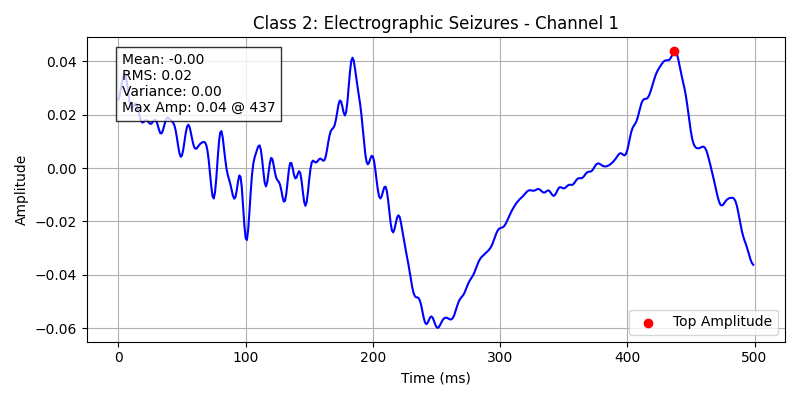 Class 2: Electrographic Seizures - Channel 1
Mean: -0.00
RMS: 0.02
Variance: 0.00
Max Amp: 0.04 @ 437
0.04
0.02
0.00
−0.02
−0.04
−0.06
Amplitude
Top Amplitude
0 100 200 300 400 500
Time (ms)